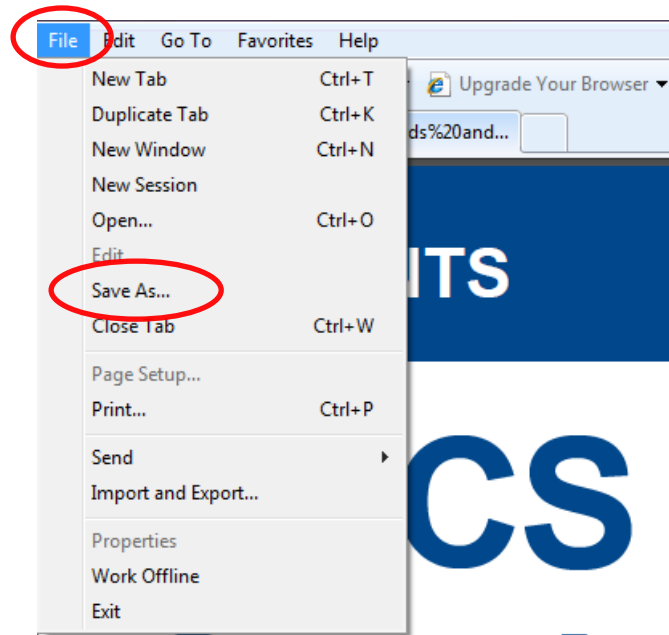 File Edit Go To Favorites Help
New Tab Ctrl+T
Upgrade Your Browser
Duplicate Tab Ctrl+K
ds%20and...
New Window Ctrl+N
New Session
Open... Ctrl+O
Edit
NTS
Save As...
Close Tab Ctrl+W
Page Setup...
Print... Ctrl+P
Send
Import and Export...
CS
Properties
Work Offline
Exit